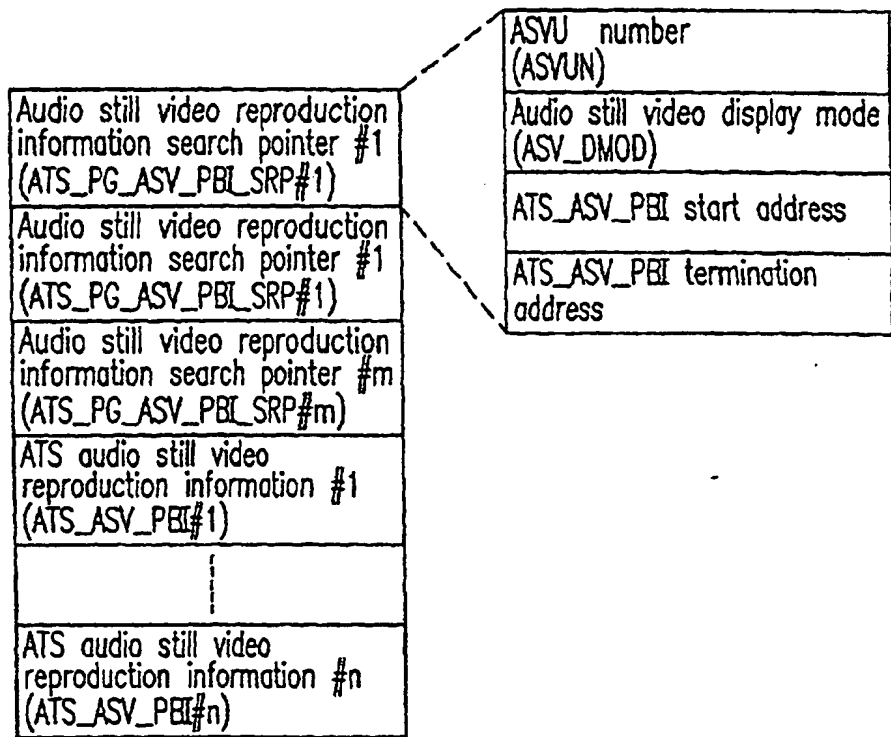 Audio still video reproduction
information search pointer #1
(ATS_PG_ASV_PBI_SRP#1)
Audio still video reproduction
information search pointer #1
(ATS_PG_ASV_PBI_SRP#1)
Audio still video reproduction
information search pointer #m
(ATS_PG_ASV_PBI_SRP#m)
ATS audio still video
reproduction information #1
(ATS_ASV_PBI#1)
ATS audio still video
reproduction information #n
(ATS_ASV_PBI#n)
ASVU number
(ASVUN)
Audio still video display mode
(ASV_DMOD)
ATS_ASV_PBI start address
ATS_ASV_PBI termination
address